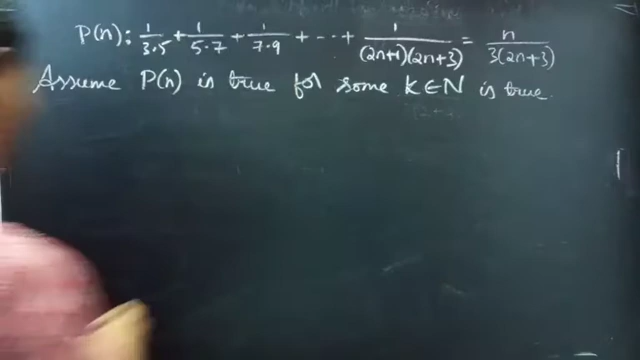 P(n): 1/3·5 + 1/5·7 + 1/7·9 + --- + 1/(2n+1)(2n+3) = n/3(2n+3)
Assume P(n) is true for some k ∈ N is true.